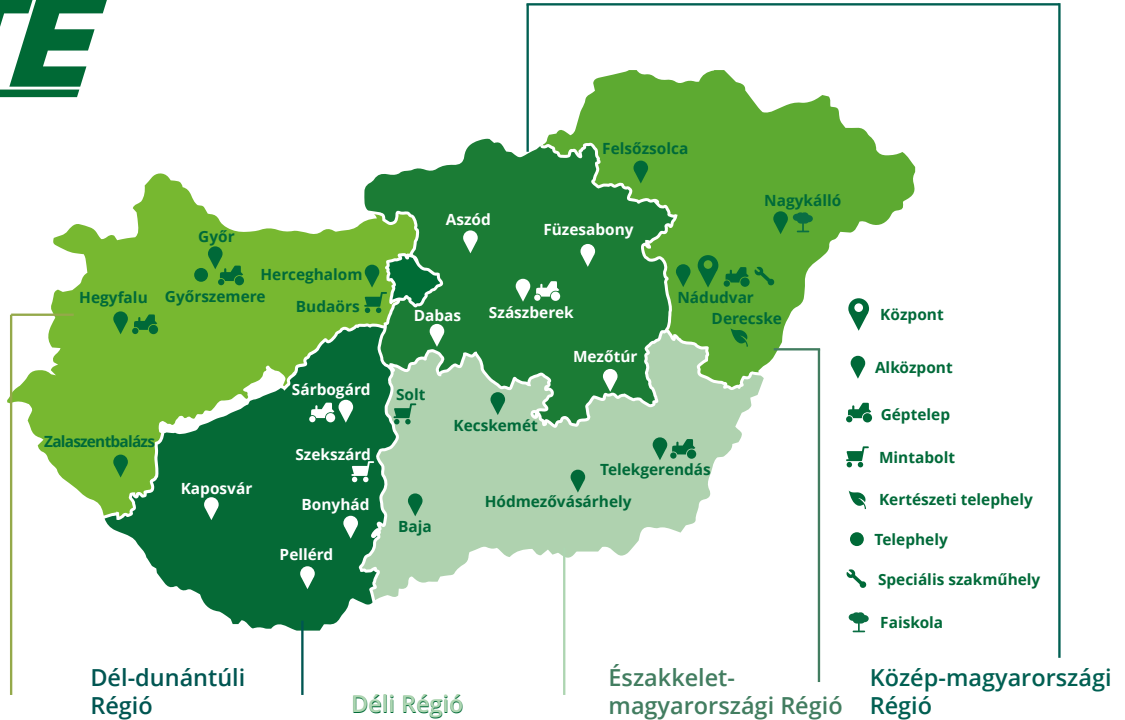 TE
Felsőzsolca
Nagykálló
Aszód
Füzesabony
Győr
Herceghalom
Győrszemere
Hegyfalu
Budaörs
Nádudvar
Derecske
Dabas
Szászberek
Mezőtúr
Sárbogárd
Solt
Kecskemét
Zalaszentbalázs
Szekszárd
Telekgerendás
Kaposvár
Bonyhád
Hódmezővásárhely
Baja
Pellérd
Központ
Alközpont
Géptelep
Mintabolt
Kertészeti telephely
Telephely
Speciális szakműhely
Faiskola
Dél-dunántúli
Régió
Déli Régió
Északkelet-
magyarországi Régió
Közép-magyarországi
Régió